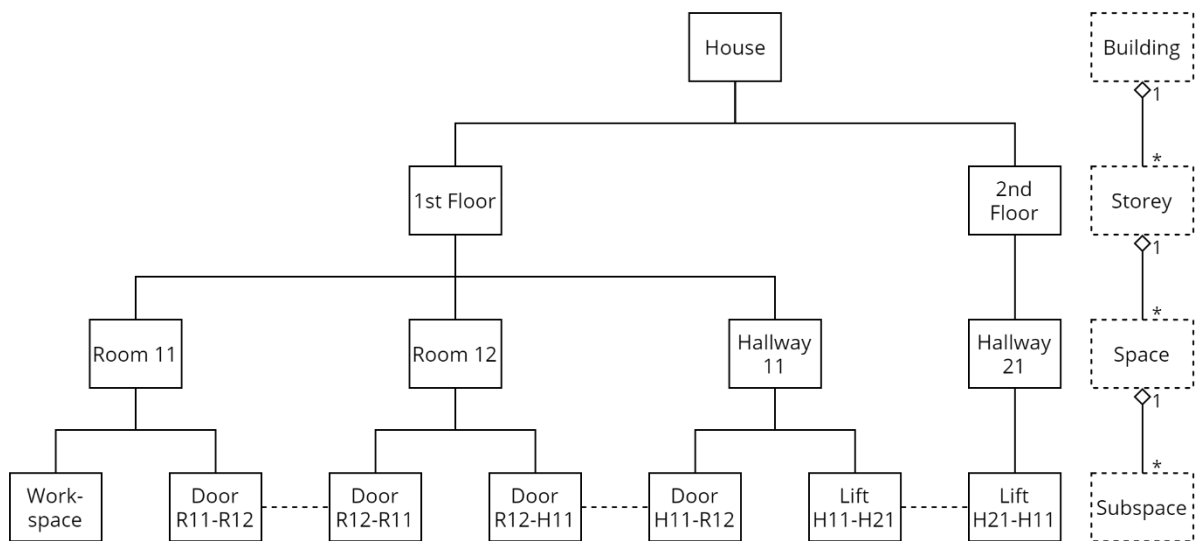 House
Building
1
*
1st Floor
2nd
Floor
Storey
1
*
Room 11
Room 12
Hallway
11
Hallway
21
Space
1
*
Work-
space
Door
R11-R12
Door
R12-R11
Door
R12-H11
Door
H11-R12
Lift
H11-H21
Lift
H21-H11
Subspace